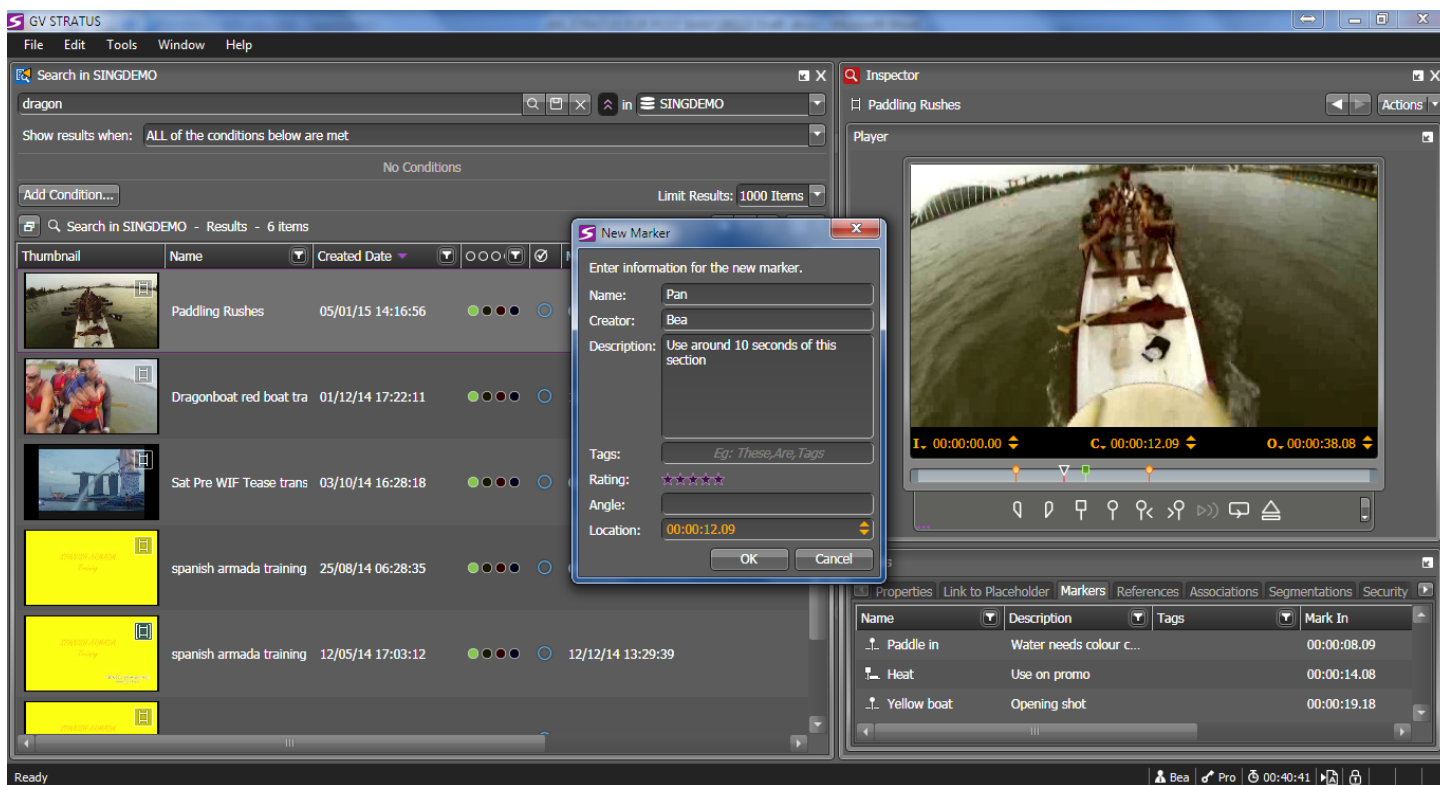 GV STRATUS
File Edit Tools Window Help
Search in SINGDEMO
dragon
in SINGDEMO
Show results when: ALL of the conditions below are met
No Conditions
Add Condition...
Limit Results: 1000 Items
Search in SINGDEMO - Results - 6 items
Thumbnail Name Created Date
Paddling Rushes 05/01/15 14:16:56
Dragonboat red boat tra 01/12/14 17:22:11
Sat Pre WIF Tease trans 03/10/14 16:28:18
spanish armada training 25/08/14 06:28:35
spanish armada training 12/05/14 17:03:12 12/12/14 13:29:39
New Marker
Enter information for the new marker.
Name: Pan
Creator: Bea
Description: Use around 10 seconds of this
section
Tags: Eg: These,Are,Tags
Rating:
Angle:
Location: 00:00:12.09
OK Cancel
Inspector
Paddling Rushes
Actions
Player
I 00:00:00.00 C 00:00:12.09 O 00:00:38.08
Properties Link to Placeholder Markers References Associations Segmentations Security
Name Description Tags Mark In
Paddle in Water needs colour c... 00:00:08.09
Heat Use on promo 00:00:14.08
Yellow boat Opening shot 00:00:19.18
Ready
Bea Pro 00:40:41